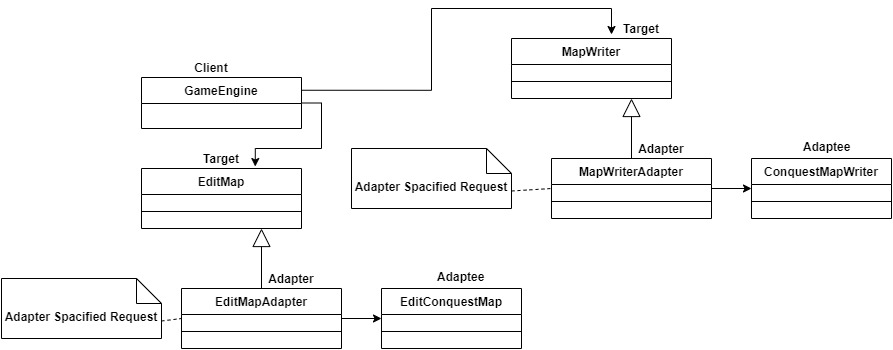 Target
MapWriter
Client
GameEngine
Target
EditMap
Adapter
Adaptee
Adapter Spacified Request
MapWriterAdapter
ConquestMapWriter
Adapter
Adaptee
Adapter Spacified Request
EditMapAdapter
EditConquestMap